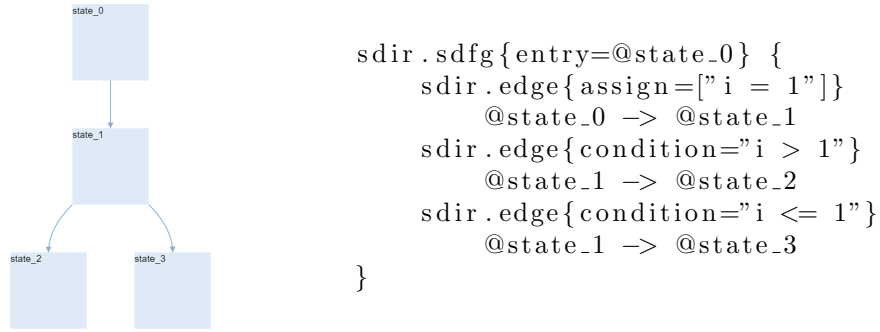 state_0
state_1
state_2
state_3
sdir.sdfg{entry=@state_0} {
sdir.edge{assign=["i = 1"]}
@state_0 -> @state_1
sdir.edge{condition="i > 1"}
@state_1 -> @state_2
sdir.edge{condition="i <= 1"}
@state_1 -> @state_3
}